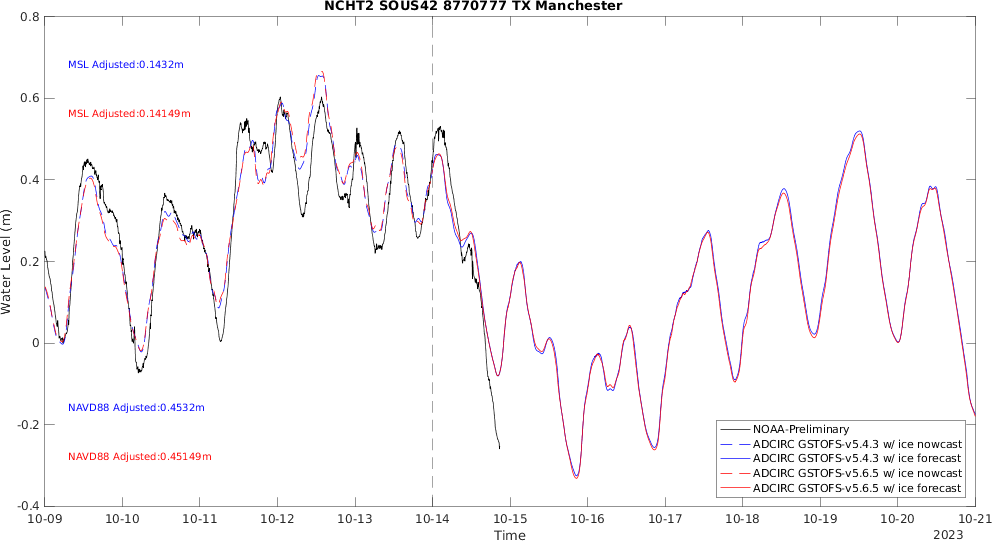 NCHT2 SOUS42 8770777 TX Manchester
0.8
MSL Adjusted:0.1432m
0.6
MSL Adjusted:0.14149m
0.4
Water Level (m)
0.2
0
-0.2
NAVD88 Adjusted:0.4532m
NAVD88 Adjusted:0.45149m
-0.4
NOAA-Preliminary
ADCIRC GSTOFS-v5.4.3 w/ ice nowcast
ADCIRC GSTOFS-v5.4.3 w/ ice forecast
ADCIRC GSTOFS-v5.6.5 w/ ice nowcast
ADCIRC GSTOFS-v5.6.5 w/ ice forecast
10-09 10-10 10-11 10-12 10-13 10-14 10-15 10-16 10-17 10-18 10-19 10-20 10-21
Time
2023